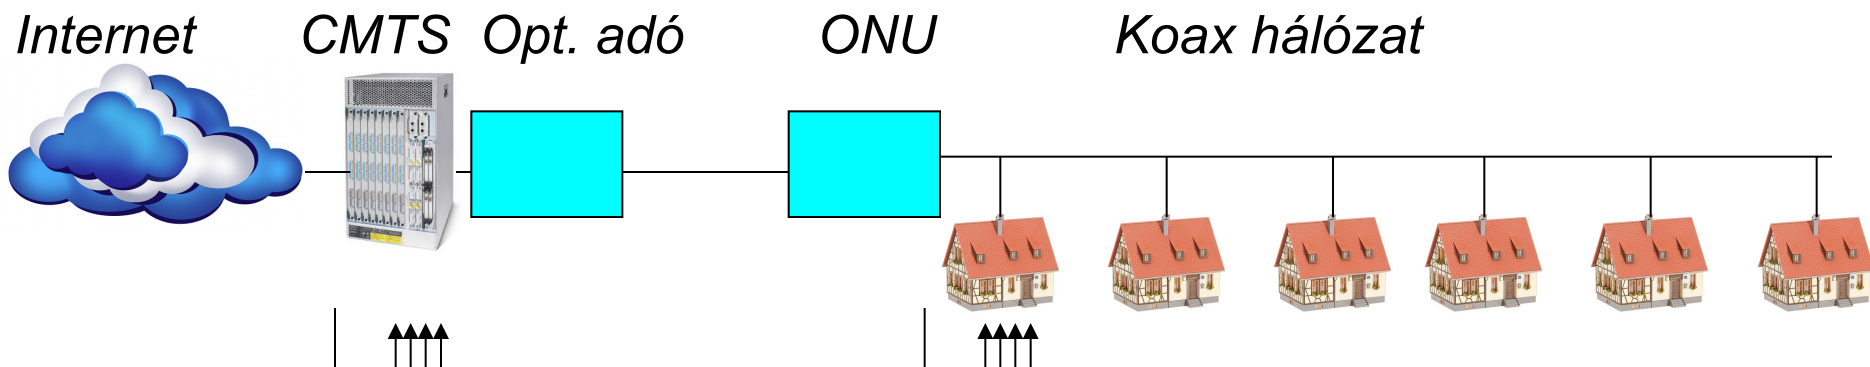 Internet CMTS Opt. adó ONU Koax hálózat